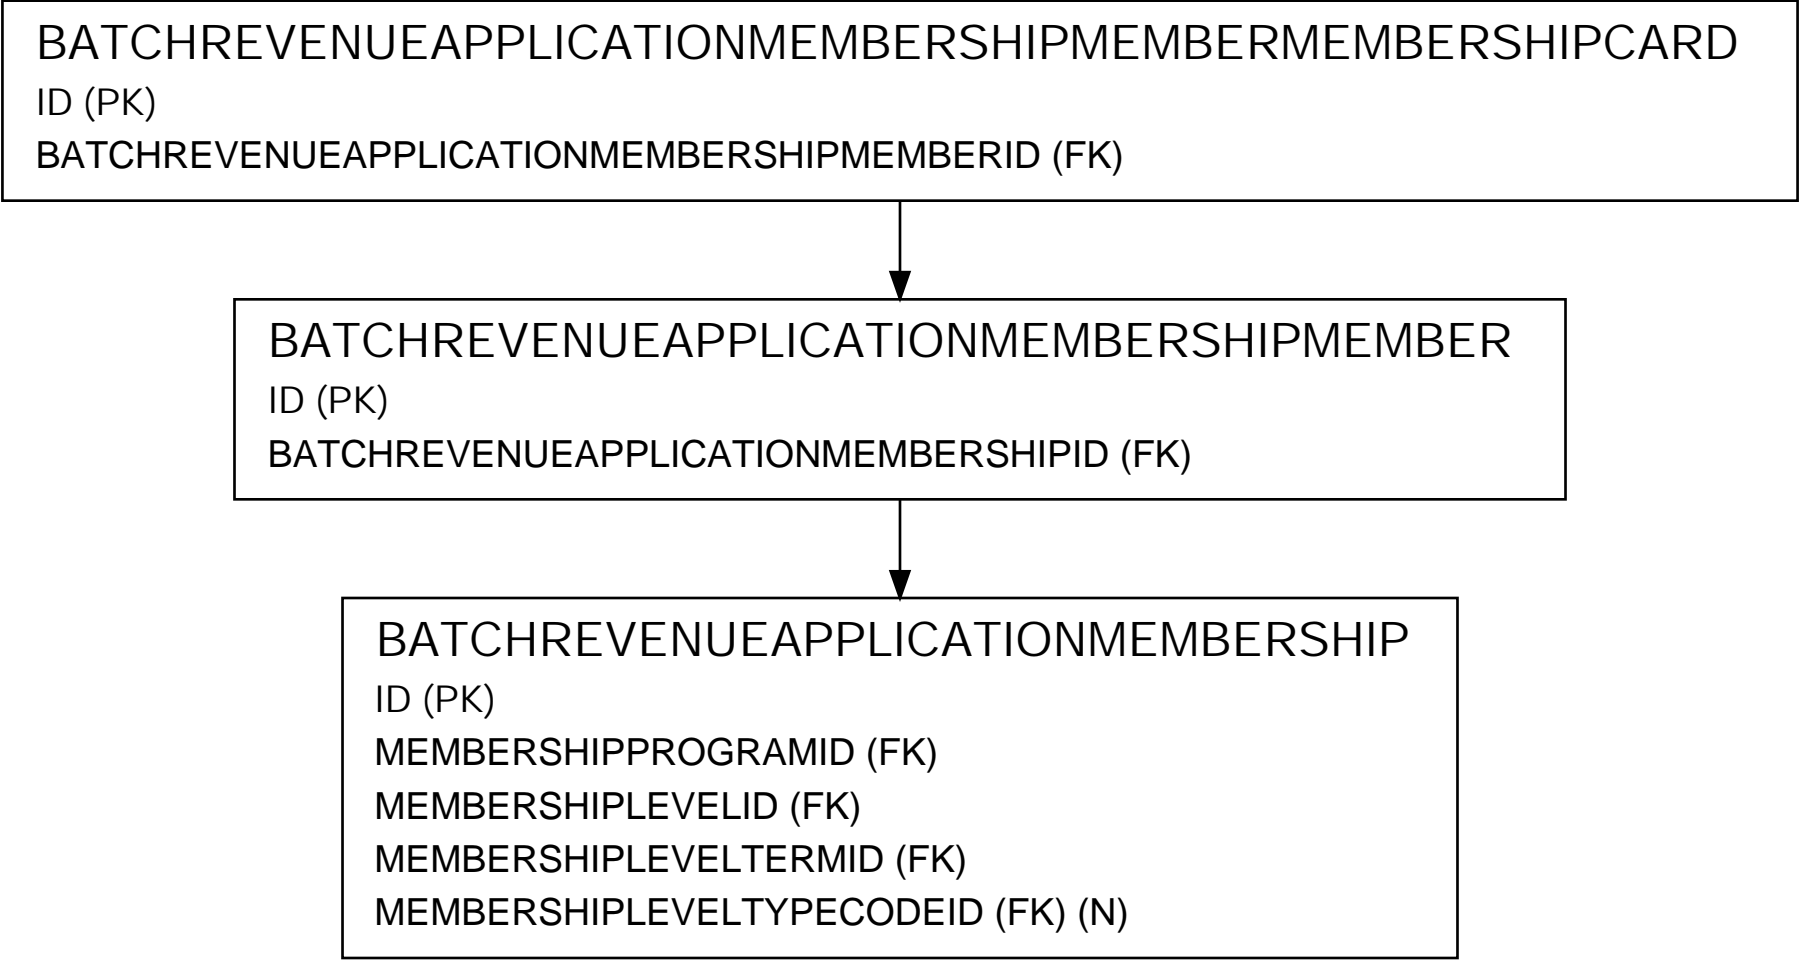 BATCHREVENUEAPPLICATIONMEMBERSHIPMEMBERMEMBERSHIPCARD
ID (PK)
BATCHREVENUEAPPLICATIONMEMBERSHIPMEMBERID (FK)
BATCHREVENUEAPPLICATIONMEMBERSHIPMEMBER
ID (PK)
BATCHREVENUEAPPLICATIONMEMBERSHIPID (FK)
BATCHREVENUEAPPLICATIONMEMBERSHIP
ID (PK)
MEMBERSHIPPROGRAMID (FK)
MEMBERSHIPLEVELID (FK)
MEMBERSHIPLEVELTERMID (FK)
MEMBERSHIPLEVELTYPECODEID (FK) (N)